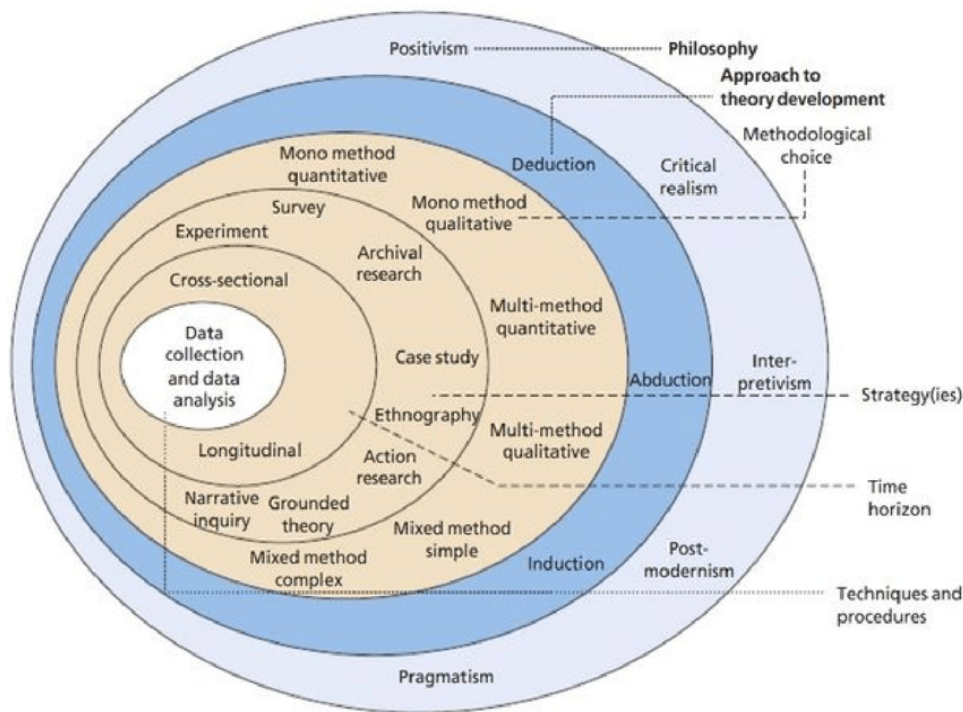 Positivism
Philosophy
Approach to
theory development
Methodological
choice
Mono method
quantitative
Deduction
Critical
realism
Survey
Mono method
qualitative
Experiment
Archival
research
Cross-sectional
Multi-method
quantitative
Data
collection
and data
analysis
Case study
Abduction
Inter-
pretivism
Strategy(ies)
Ethnography
Multi-method
qualitative
Longitudinal
Action
research
Time
horizon
Narrative
inquiry
Grounded
theory
Mixed method
simple
Mixed method
complex
Induction
Post-
modernism
Techniques and
procedures
Pragmatism